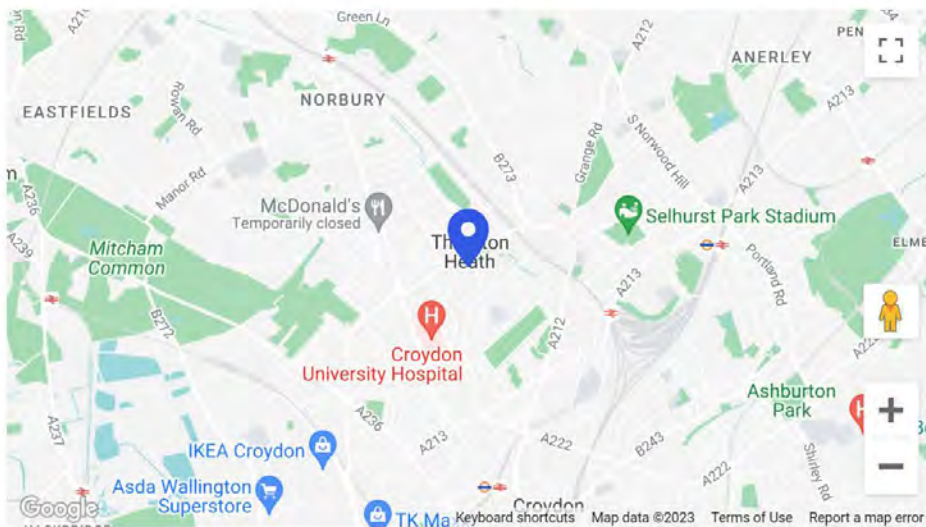 Green Ln
A212
PEN
ANERLEY
EASTFIELDS
Rowan Rd
NORBURY
A213
S Norwood Hill
Grange Rd
B273
A213
Manor Rd
A236
McDonald's
Temporarily closed
Selhurst Park Stadium
A239
Mitcham
Common
Heath
Portland Rd
A213
B272
A212
Croydon
University Hospital
Ashburton
Park
A237
A236
A213
A222
B243
A222
Shirley Rd
IKEA Croydon
Asda Wallington
Superstore
Croydon
Google
TK Ma
Keyboard shortcuts
Map data ©2023
Terms of Use
Report a map error